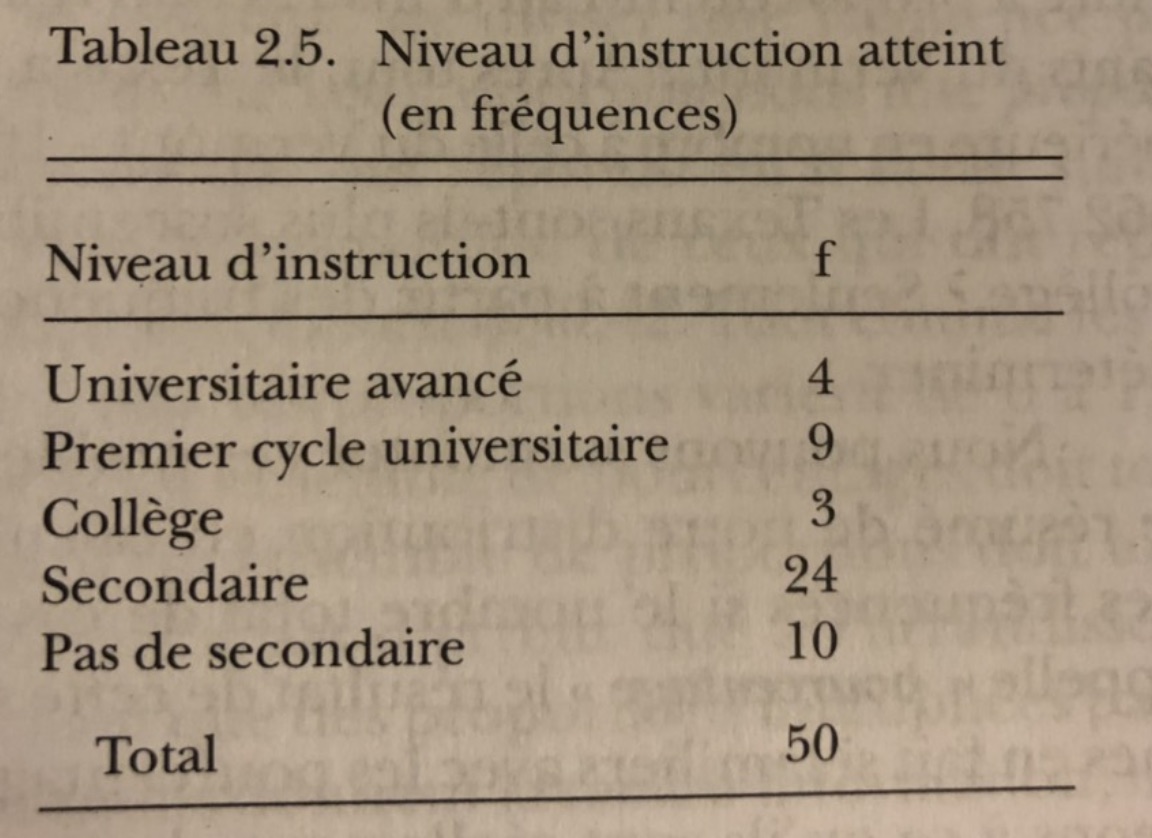 Tableau 2.5. Niveau d'instruction atteint
(en fréquences)
Niveau d'instruction f
Universitaire avancé 4
Premier cycle universitaire 9
Collège 3
Secondaire 24
Pas de secondaire 10
Total 50